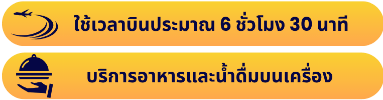 ใช้เวลาบินประมาณ 6 ชั่วโมง 30 นาที
บริการอาหารและน้ำดื่มบนเครื่อง